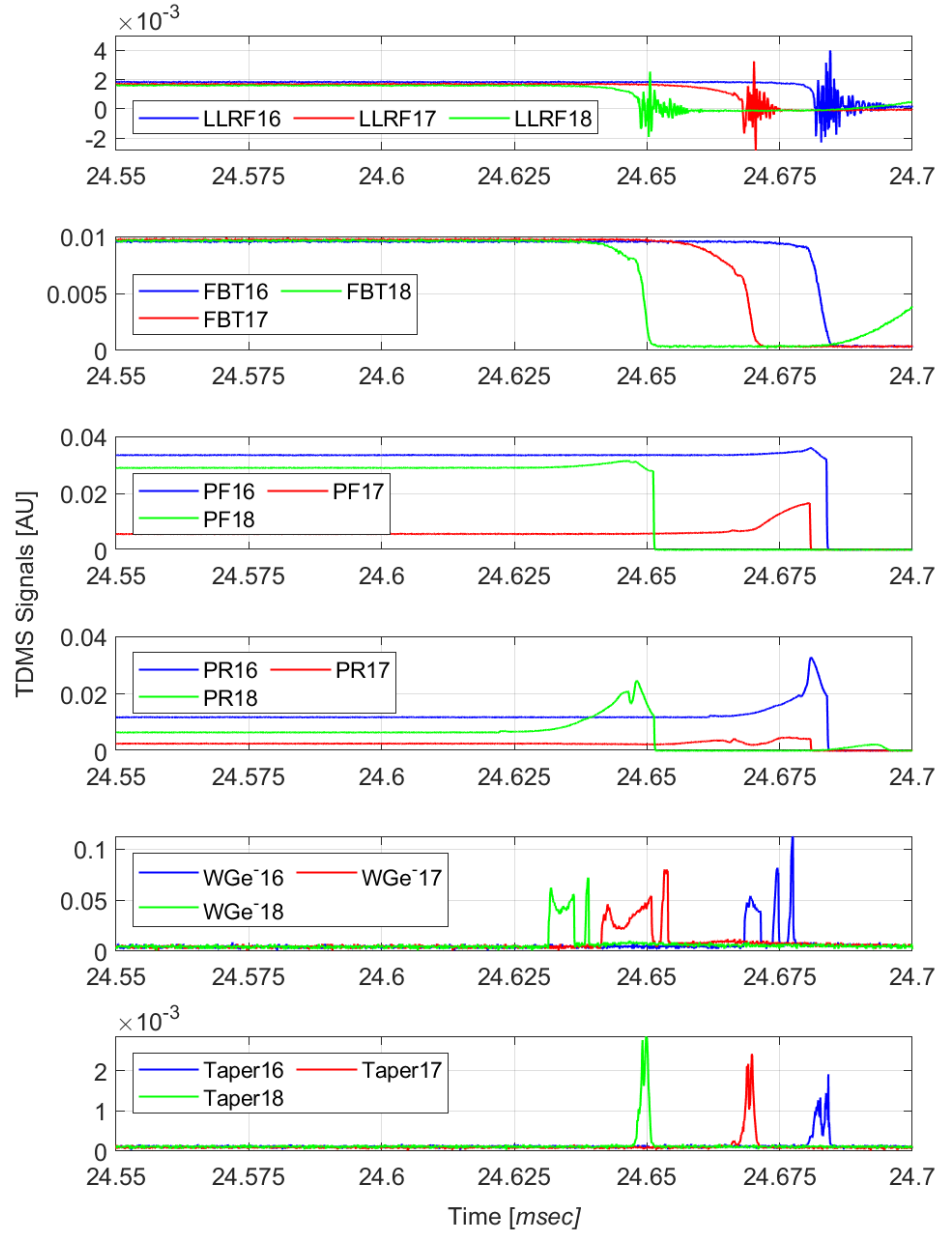 ×10⁻³
4
2
0
-2
LLRF16 LLRF17 LLRF18
24.55 24.575 24.6 24.625 24.65 24.675 24.7
0.01
0.005
0
FBT16 FBT18
FBT17
24.55 24.575 24.6 24.625 24.65 24.675 24.7
TDMS Signals [AU]
0.04
0.02
0
PF16 PF17
PF18
24.55 24.575 24.6 24.625 24.65 24.675 24.7
0.04
0.02
0
PR16 PR17
PR18
24.55 24.575 24.6 24.625 24.65 24.675 24.7
0.1
0.05
0
WGe⁻16 WGe⁻17
WGe⁻18
24.55 24.575 24.6 24.625 24.65 24.675 24.7
×10⁻³
2
1
0
Taper16 Taper17
Taper18
24.55 24.575 24.6 24.625 24.65 24.675 24.7
Time [msec]